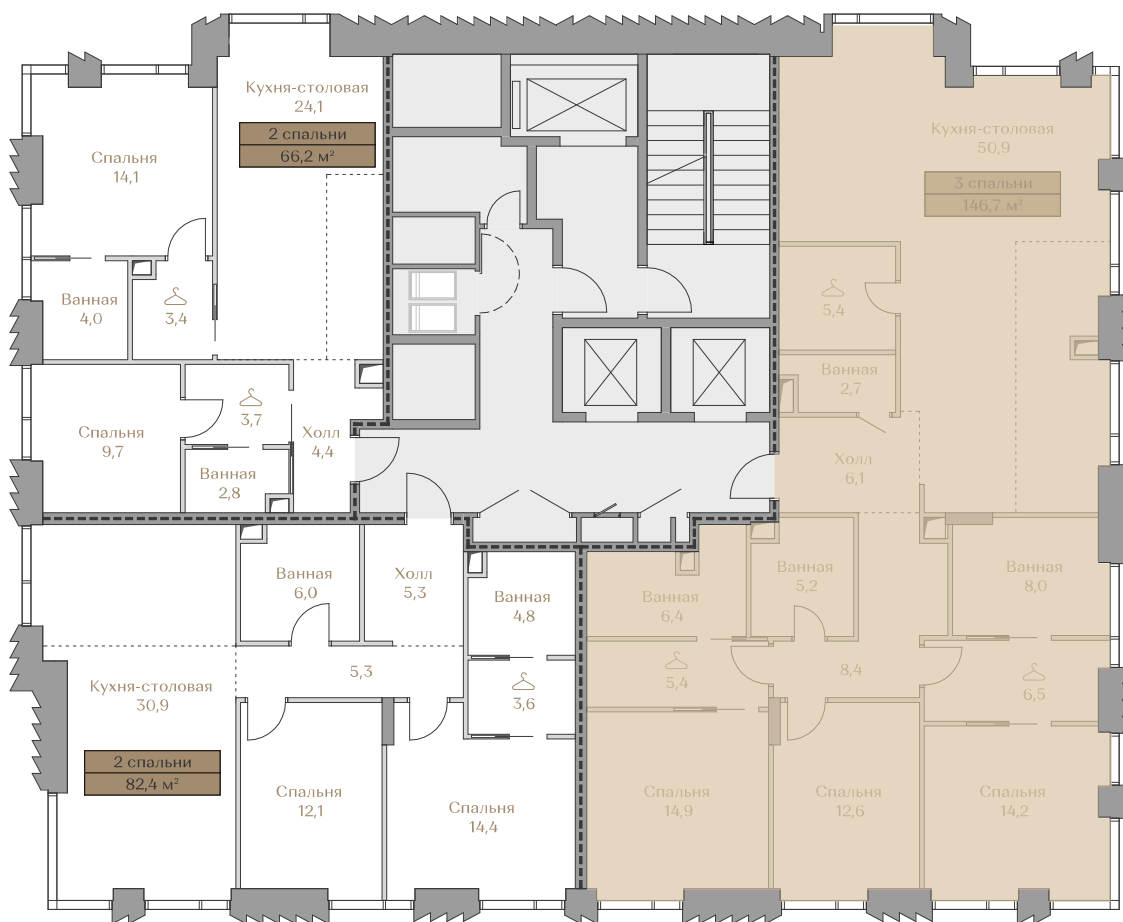 Кухня-столовая
24,1
2 спальни
66,2 м²
Спальня
14,1
Ванная
4,0
3,4
Спальня
9,7
3,7
Ванная
2,8
Холл
4,4
Кухня-столовая
50,9
3 спальни
146,7 м²
5,4
Ванная
2,7
Холл
6,1
Ванная
6,0
Холл
5,3
Ванная
4,8
5,3
3,6
Кухня-столовая
30,9
2 спальни
82,4 м²
Спальня
12,1
Спальня
14,4
Ванная
6,4
Ванная
5,2
Ванная
8,0
5,4
8,4
6,5
Спальня
14,9
Спальня
12,6
Спальня
14,2